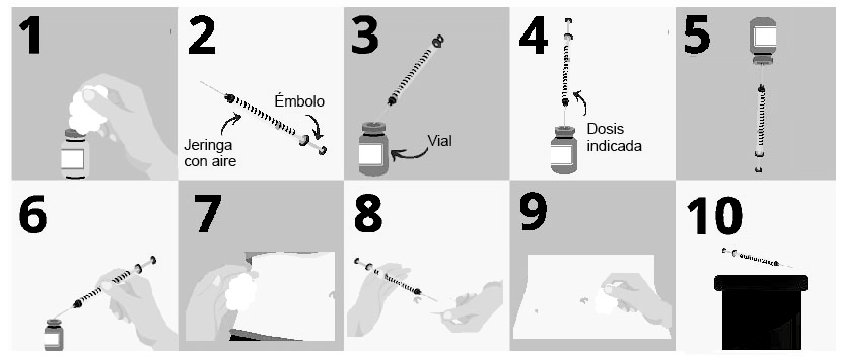 1
2
Émbolo
Jeringa
con aire
3
Vial
4
Dosis
indicada
5
6
7
8
9
10